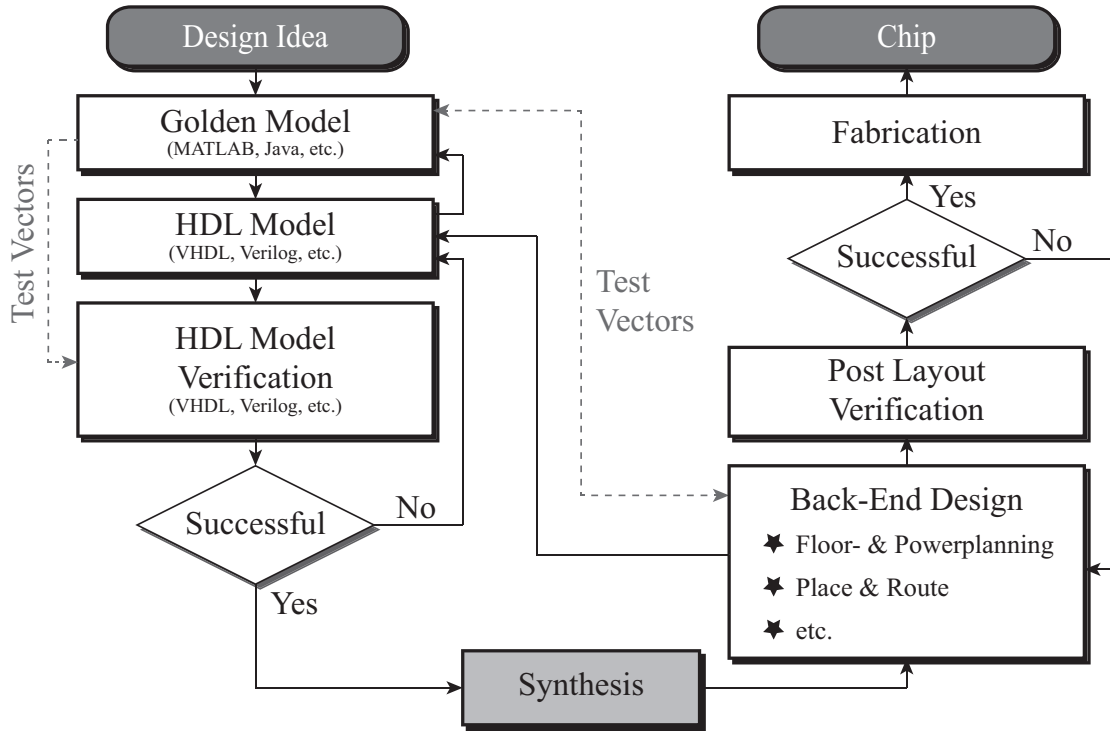 Design Idea
Golden Model
(MATLAB, Java, etc.)
HDL Model
(VHDL, Verilog, etc.)
HDL Model
Verification
(VHDL, Verilog, etc.)
Test Vectors
Successful
No
Yes
Synthesis
Test
Vectors
Chip
Fabrication
Yes
Successful
No
Post Layout
Verification
Back-End Design
★ Floor- & Powerplanning
★ Place & Route
★ etc.